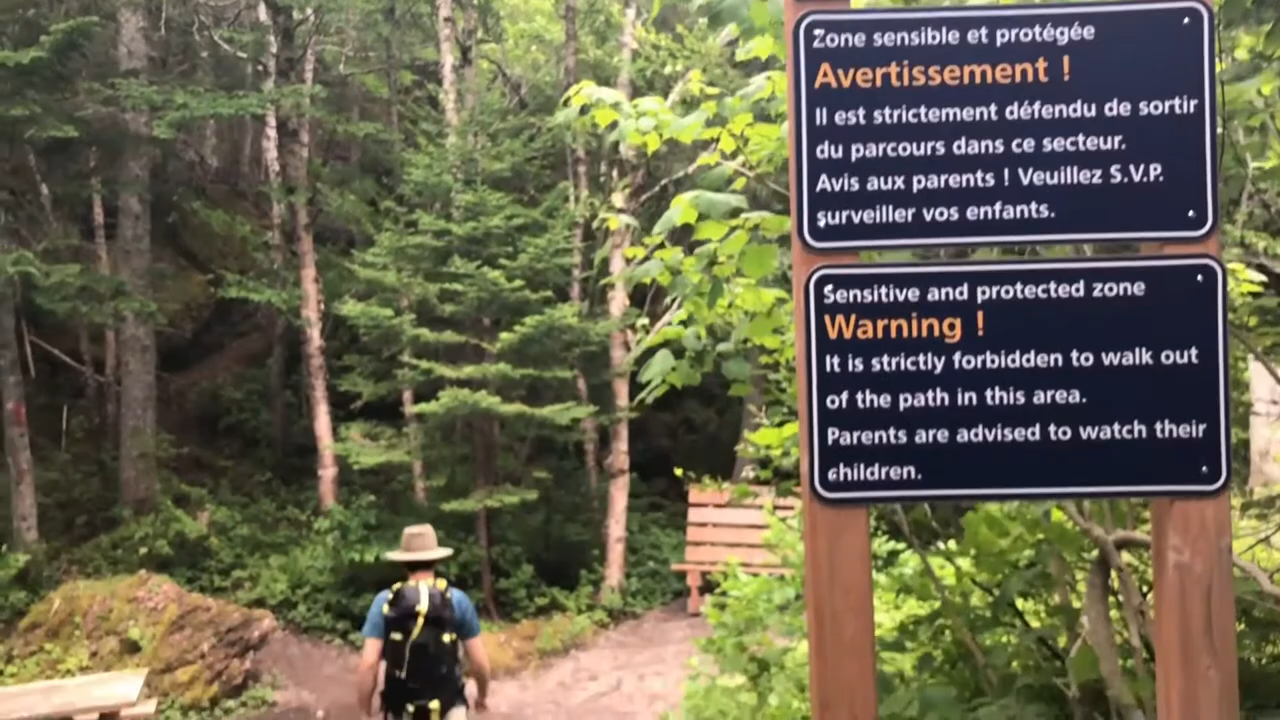 Zone sensible et protégée
Avertissement !
Il est strictement défendu de sortir
du parcours dans ce secteur.
Avis aux parents ! Veuillez S.V.P.
surveiller vos enfants.
Sensitive and protected zone
Warning !
It is strictly forbidden to walk out
of the path in this area.
Parents are advised to watch their
children.